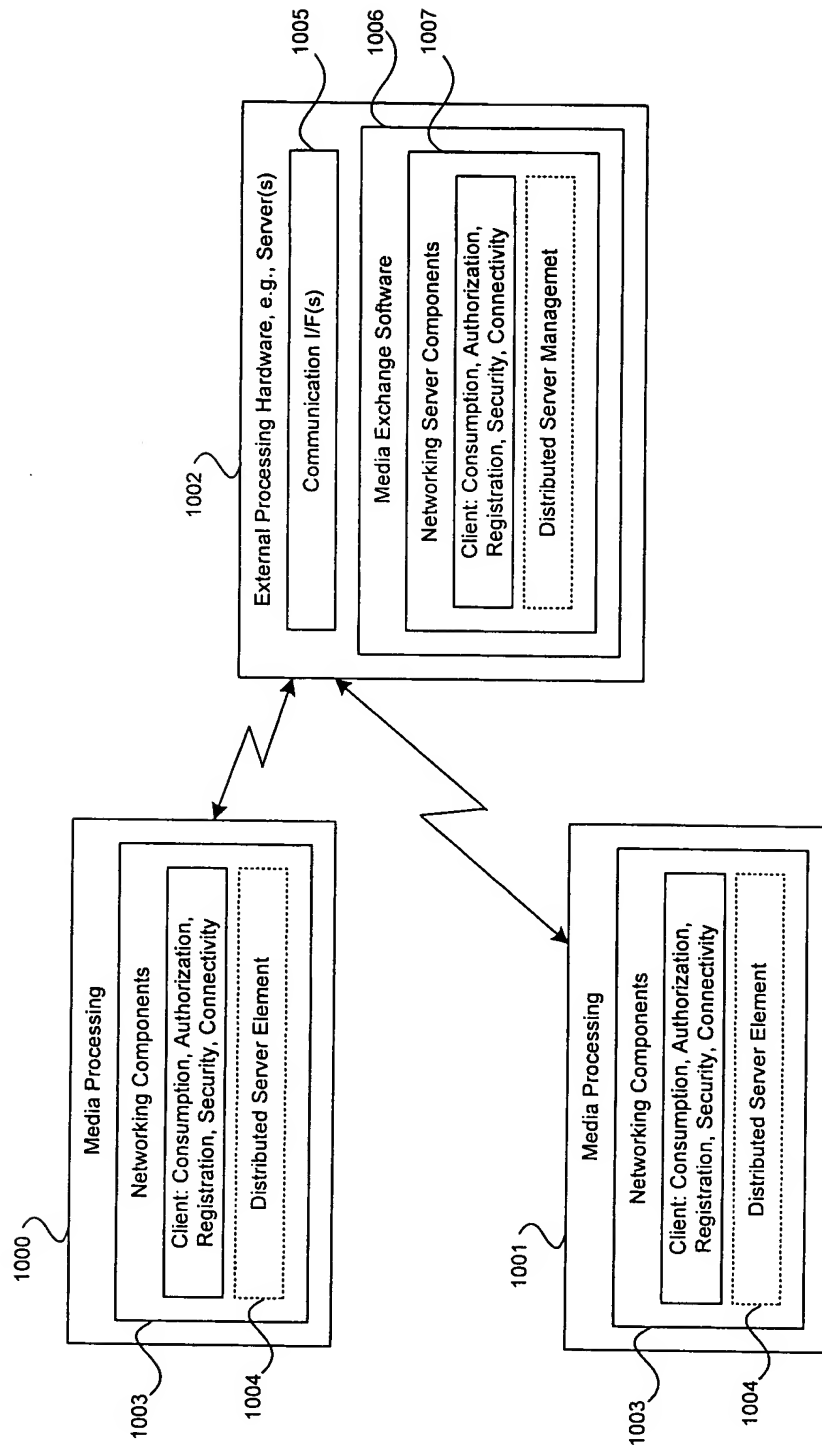 1000
Media Processing
Networking Components
Client: Consumption, Authorization,
Registration, Security, Connectivity
Distributed Server Element
1003
1004
1001
Media Processing
Networking Components
Client: Consumption, Authorization,
Registration, Security, Connectivity
Distributed Server Element
1003
1004
1002
External Processing Hardware, e.g., Server(s)
Communication I/F(s)
Media Exchange Software
Networking Server Components
Client: Consumption, Authorization,
Registration, Security, Connectivity
Distributed Server Managemet
1005
1006
1007